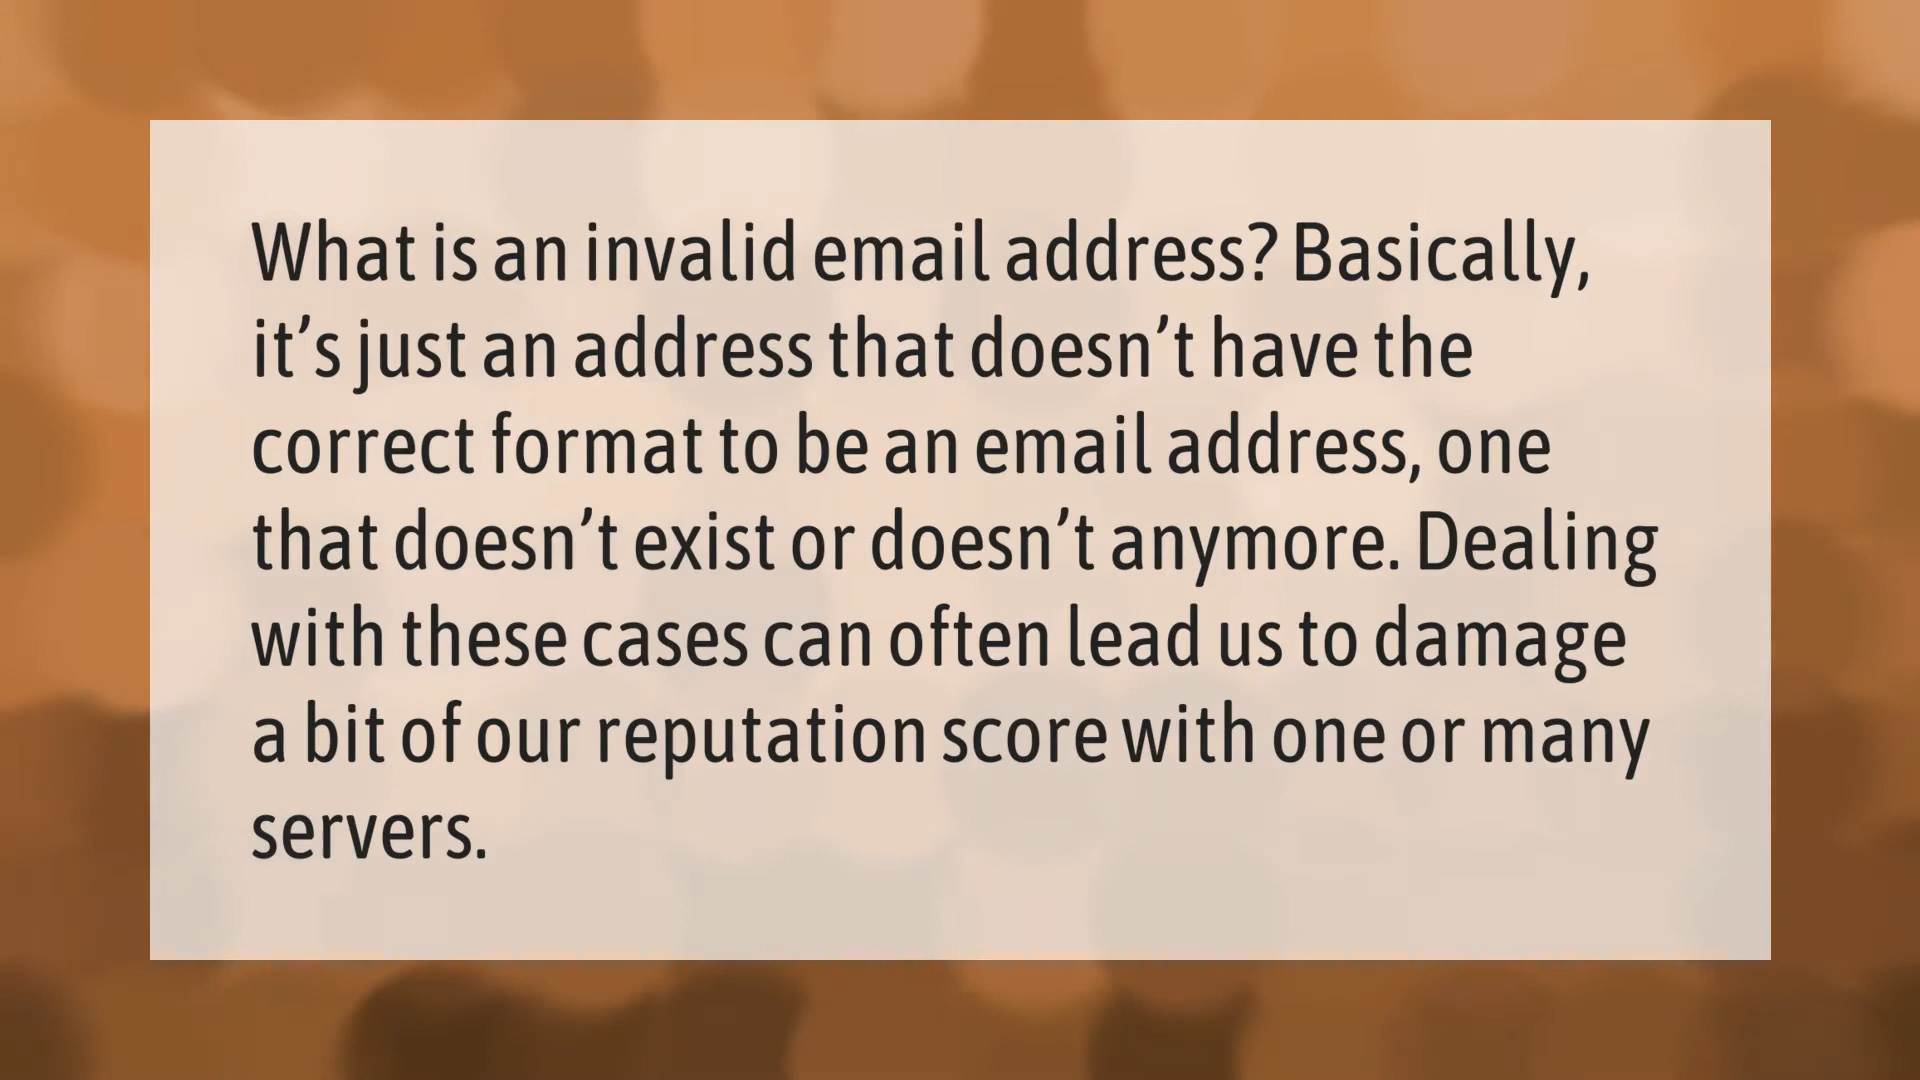 What is an invalid email address? Basically,
it’s just an address that doesn’t have the
correct format to be an email address, one
that doesn’t exist or doesn’t anymore. Dealing
with these cases can often lead us to damage
a bit of our reputation score with one or many
servers.